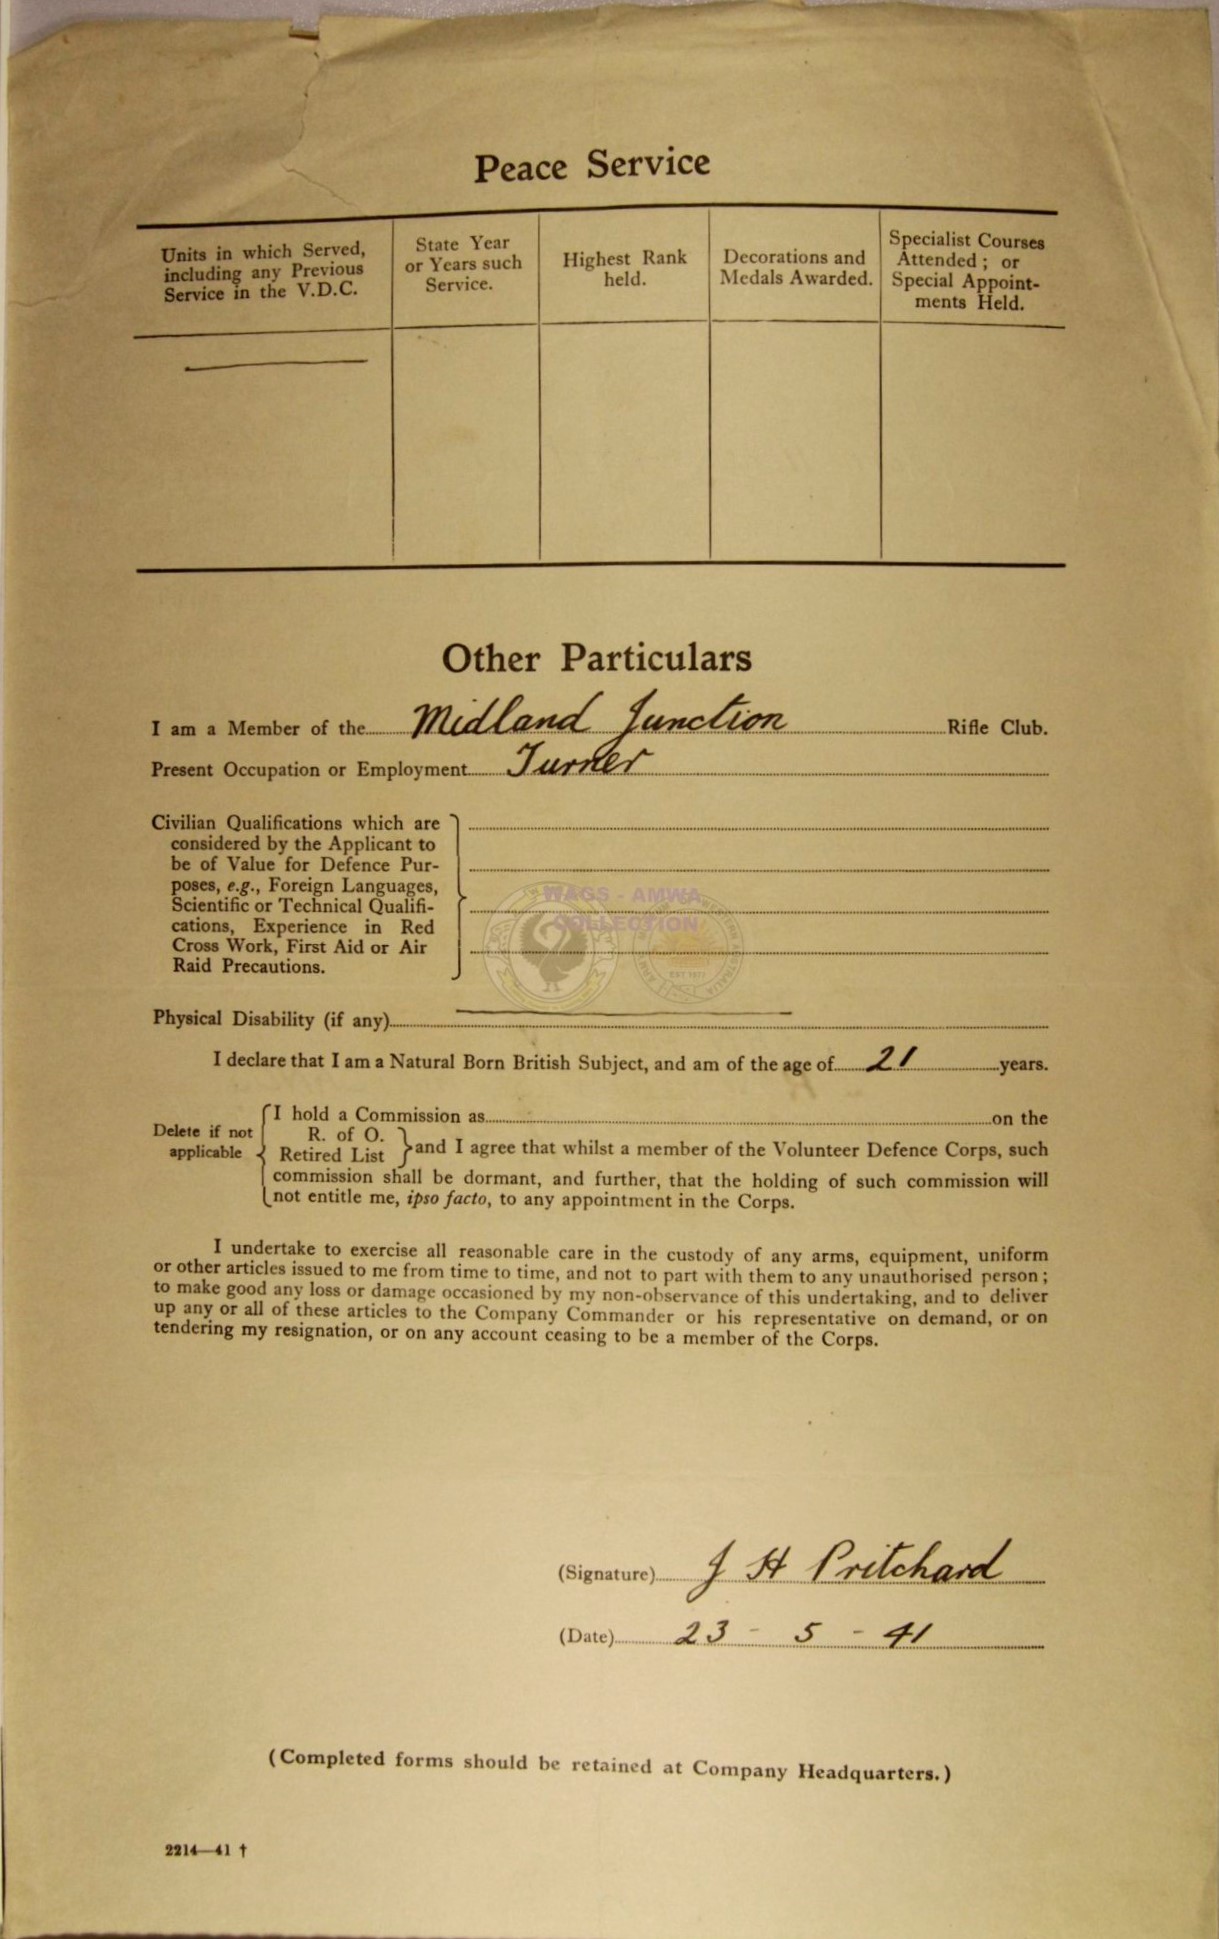 Peace Service
Units in which Served,
including any Previous
Service in the V.D.C.
State Year
or Years such
Service.
Highest Rank
held.
Decorations and
Medals Awarded.
Specialist Courses
Attended; or
Special Appoint-
ments Held.
Other Particulars
I am a Member of the Midland Junction Rifle Club.
Present Occupation or Employment Turner
Civilian Qualifications which are
considered by the Applicant to
be of Value for Defence Pur-
poses, e.g., Foreign Languages,
Scientific or Technical Qualifi-
cations, Experience in Red
Cross Work, First Aid or Air
Raid Precautions.
WAGS - AMWA
COLLECTION
EST 1977
Physical Disability (if any)
I declare that I am a Natural Born British Subject, and am of the age of 21 years.
Delete if not
applicable
I hold a Commission as on the
R. of O.
Retired List
and I agree that whilst a member of the Volunteer Defence Corps, such
commission shall be dormant, and further, that the holding of such commission will
not entitle me, ipso facto, to any appointment in the Corps.
I undertake to exercise all reasonable care in the custody of any arms, equipment, uniform
or other articles issued to me from time to time, and not to part with them to any unauthorised person;
to make good any loss or damage occasioned by my non-observance of this undertaking, and to deliver
up any or all of these articles to the Company Commander or his representative on demand, or on
tendering my resignation, or on any account ceasing to be a member of the Corps.
(Signature) J H Pritchard
(Date) 23 - 5 - 41
(Completed forms should be retained at Company Headquarters.)
2214—41 †